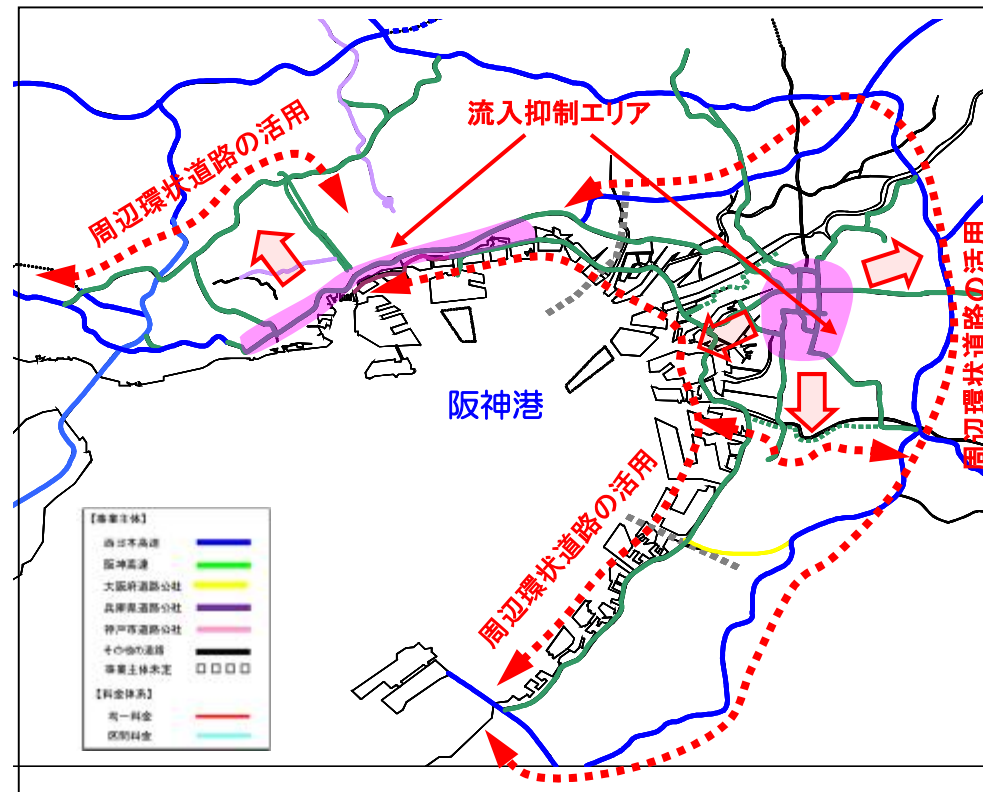 流入抑制エリア
周辺環状道路の活用
周辺環状道路の活用
阪神港
周辺環状道路の活用
【事業主体】
西日本高速
阪神高速
大阪府道路公社
兵庫県道路公社
神戸市道路公社
その他の道路
事業主体未定
【料金体系】
均一料金
区間料金